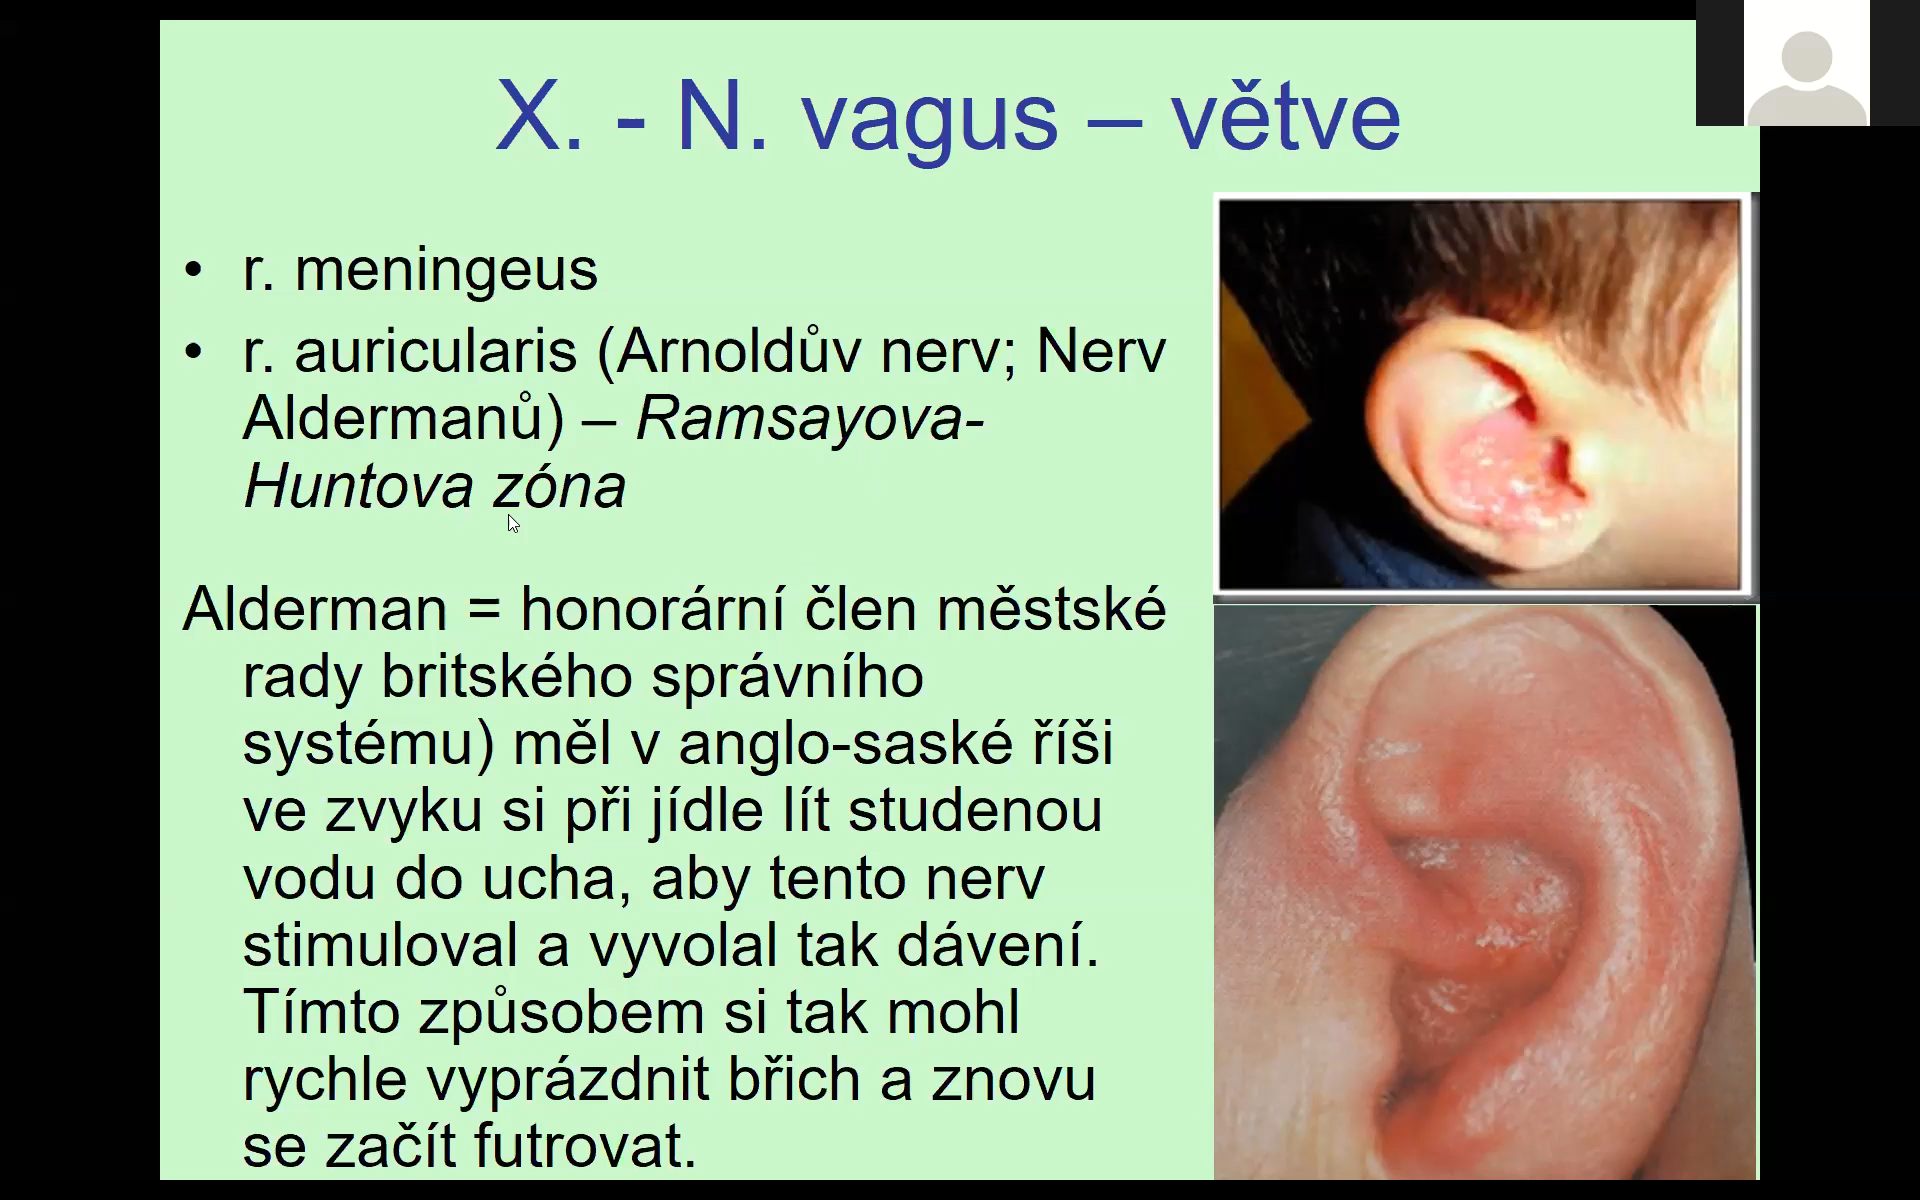 X. - N. vagus – větve
• r. meningeus
• r. auricularis (Arnoldův nerv; Nerv
Aldermanů) – Ramsayova-
Huntova zóna
Alderman = honorární člen městské
rady britského správního
systému) měl v anglo-saské říši
ve zvyku si při jídle lít studenou
vodu do ucha, aby tento nerv
stimuloval a vyvolal tak dávení.
Tímto způsobem si tak mohl
rychle vyprázdnit břich a znovu
se začít futrovat.